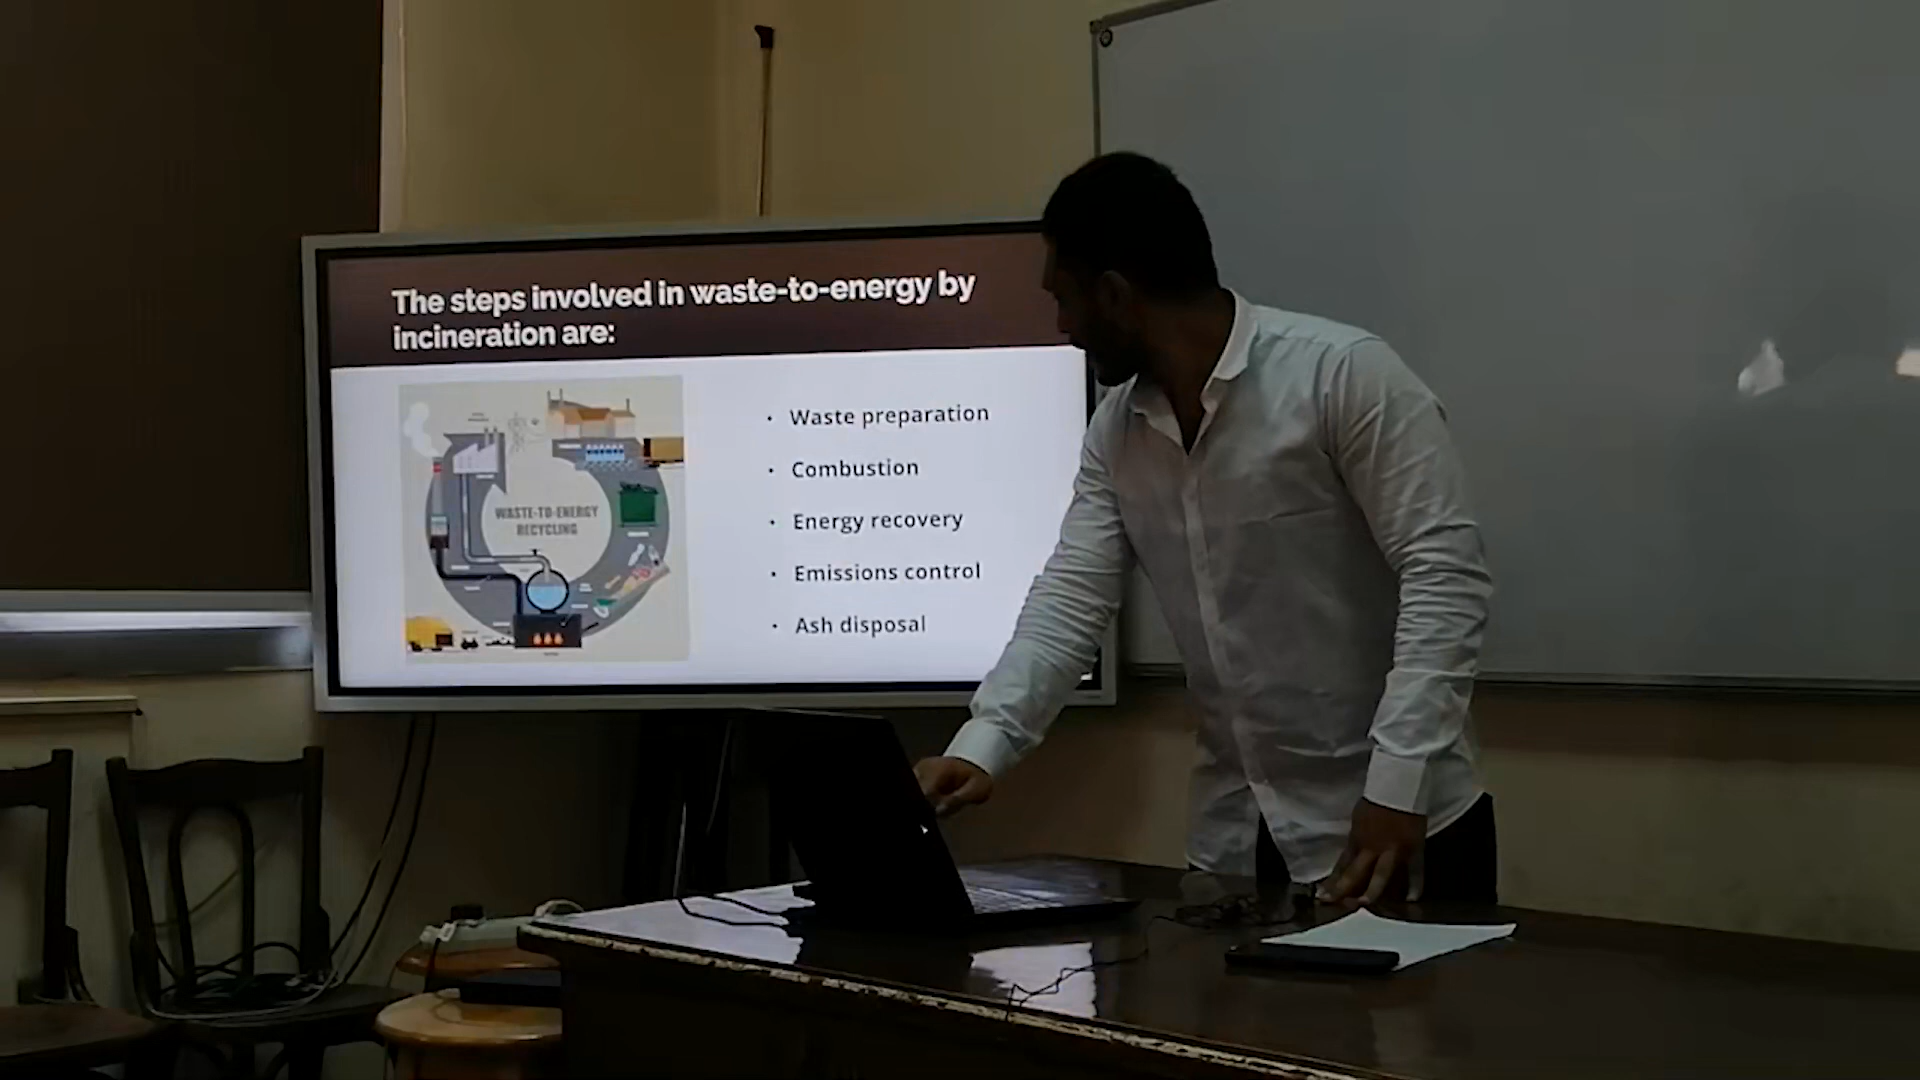 The steps involved in waste-to-energy by
incineration are:
WASTE-TO-ENERGY
RECYCLING
• Waste preparation
• Combustion
• Energy recovery
• Emissions control
• Ash disposal